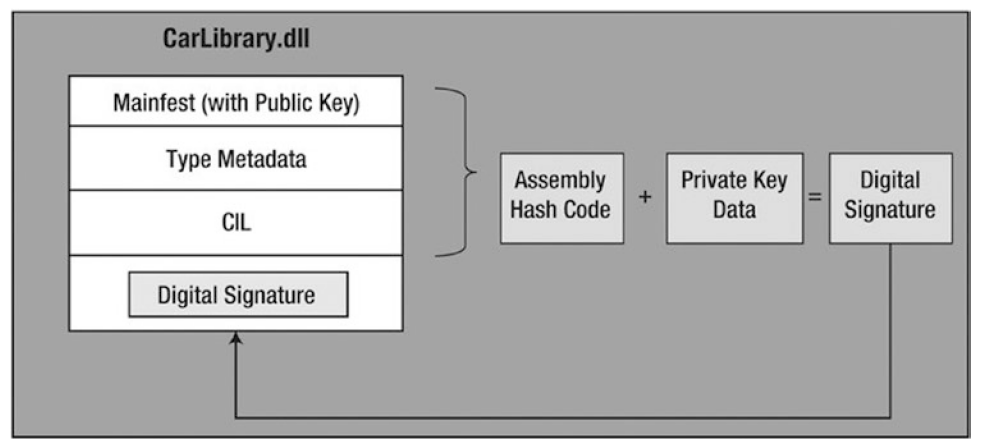 CarLibrary.dll
Mainfest (with Public Key)
Type Metadata
CIL
Digital Signature
Assembly
Hash Code
+
Private Key
Data
=
Digital
Signature